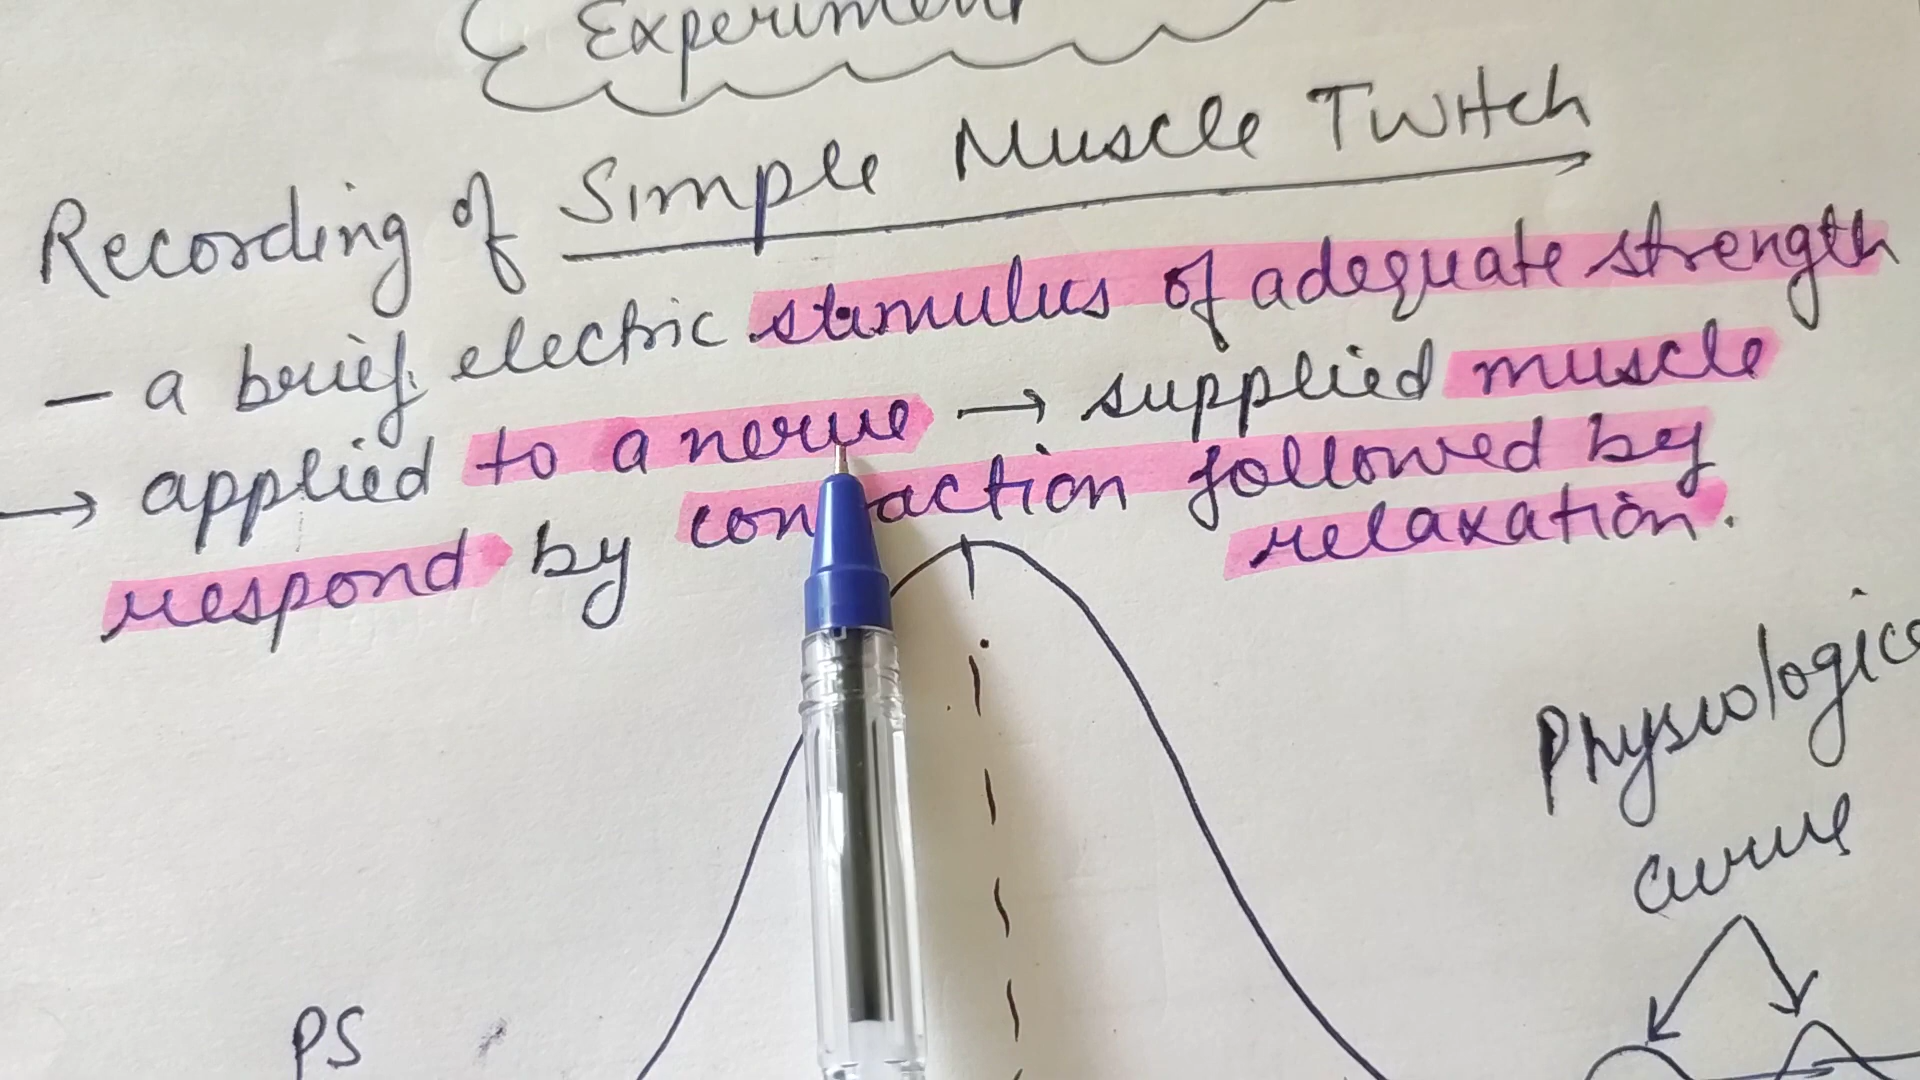 Experiment
Recording of Simple Muscle Twitch
– a brief electric stimulus of adequate strength
→ applied to a nerve → supplied muscle
respond by contraction followed by
relaxation.
Physiologic
curve
PS